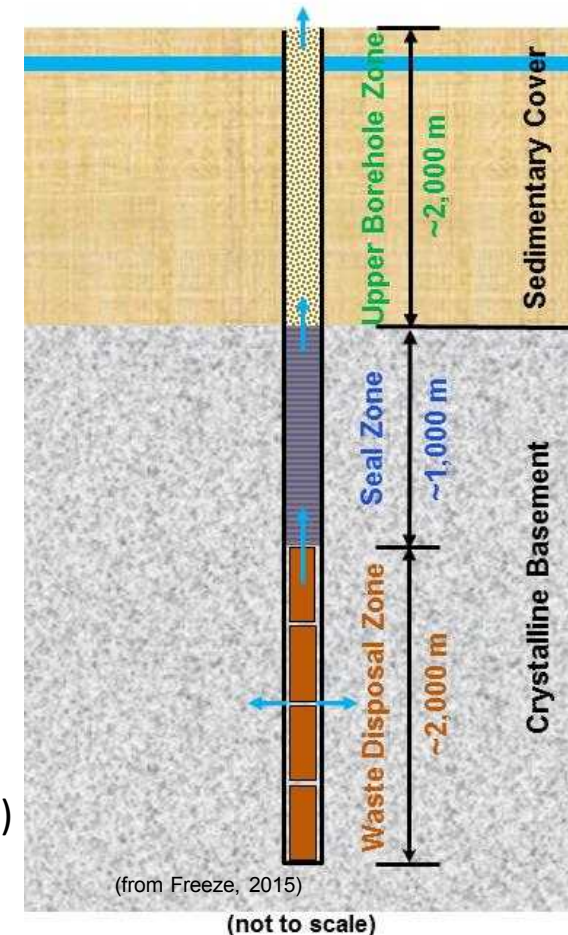 Upper Borehole Zone
~2,000 m
Sedimentary Cover
Seal Zone
~1,000 m
Waste Disposal Zone
~2,000 m
Crystalline Basement
)
(from Freeze, 2015)
(not to scale)